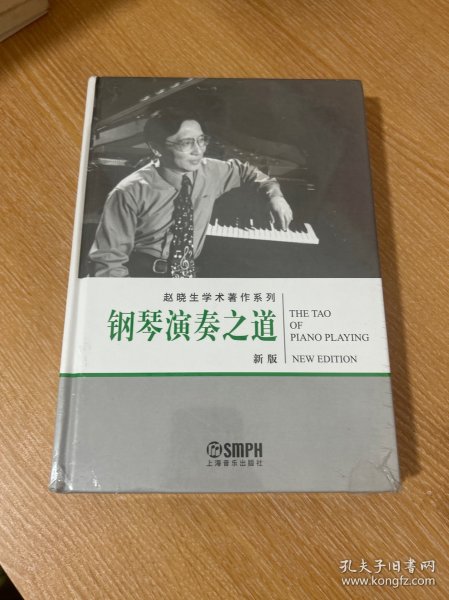 赵晓生学术著作系列
钢琴演奏之道
新版
THE TAO
OF
PIANO PLAYING
NEW EDITION
SMPH
上海音乐出版社
孔夫子旧书网
www.kongfz.com